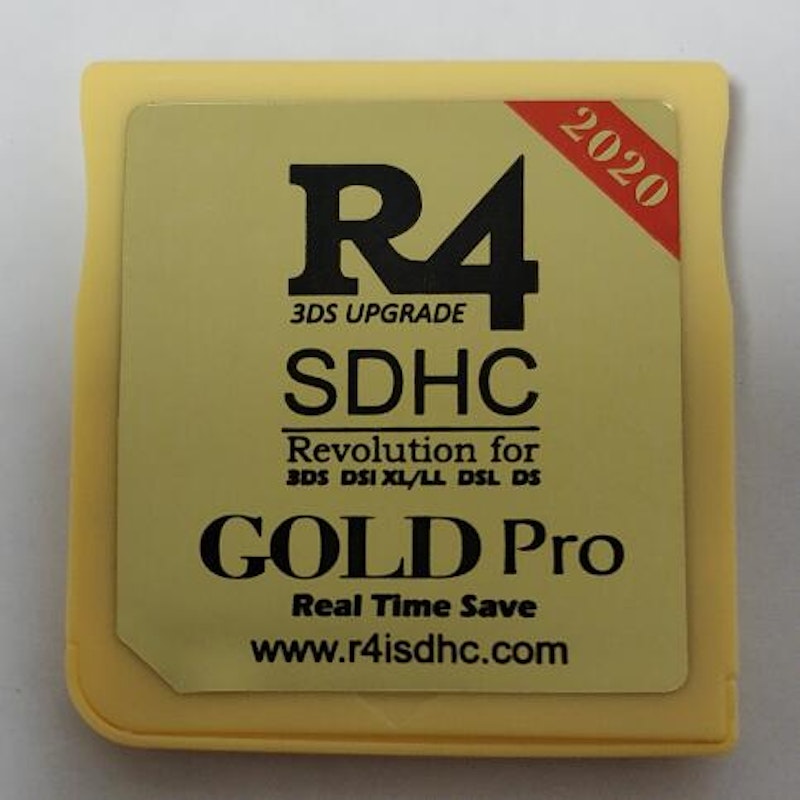 2020
R4
3DS UPGRADE
SDHC
Revolution for
3DS DSI XL/LL DSL DS
GOLD Pro
Real Time Save
www.r4isdhc.com